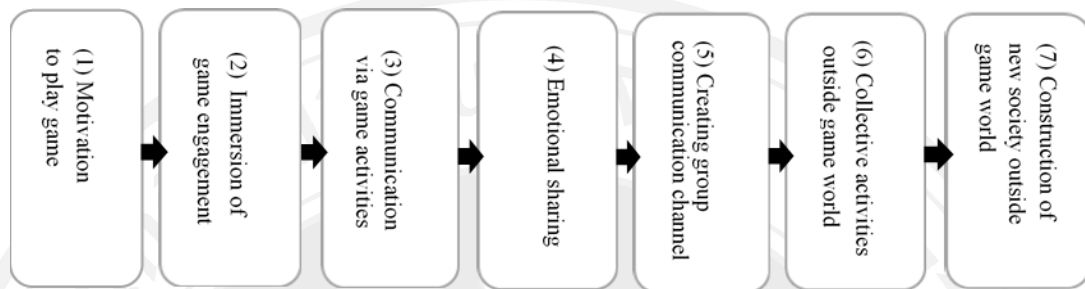 (1) Motivation
to play game
(2) Immersion of
game engagement
(3) Communication
via game activities
(4) Emotional sharing
(5) Creating group
communication channel
(6) Collective activities
outside game world
(7) Construction of
new society outside
game world